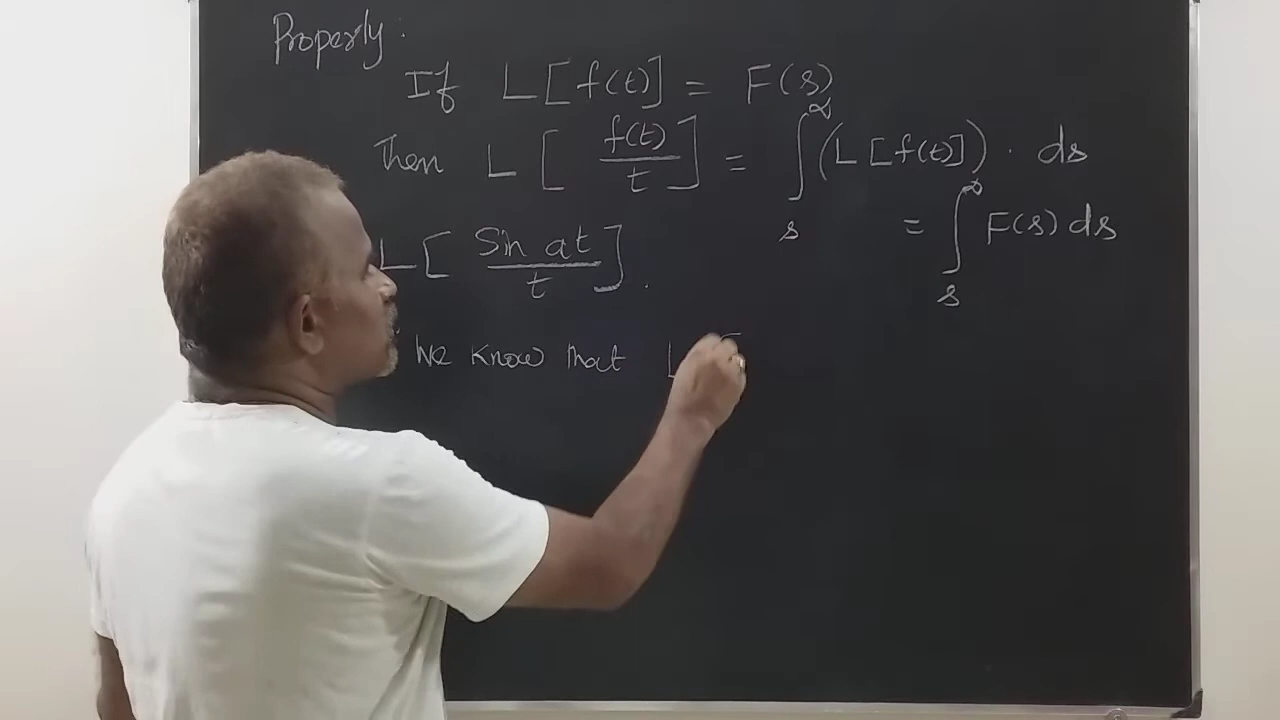 Property:
If L[f(t)] = F(s)
Then L[f(t)/t] = ∫_s^∞ (L[f(t)]) . ds
= ∫_s^∞ F(s) ds
L[Sin at/t].
We know that L[